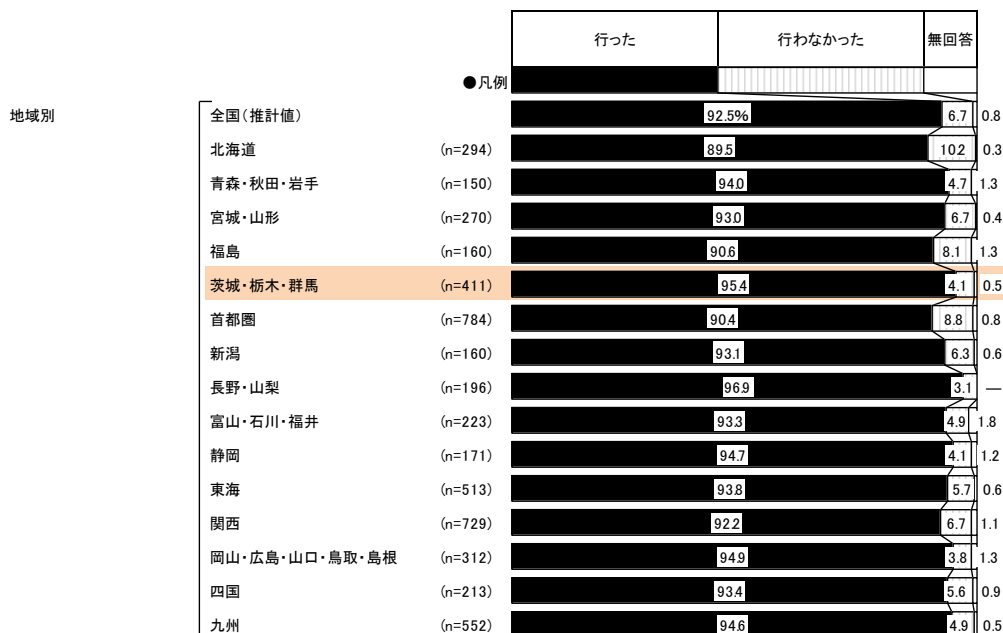 行った 行わなかった 無回答
●凡例
地域別 全国(推計値) 92.5% 6.7 0.8
北海道 (n=294) 89.5 10.2 0.3
青森・秋田・岩手 (n=150) 94.0 4.7 1.3
宮城・山形 (n=270) 93.0 6.7 0.4
福島 (n=160) 90.6 8.1 1.3
茨城・栃木・群馬 (n=411) 95.4 4.1 0.5
首都圏 (n=784) 90.4 8.8 0.8
新潟 (n=160) 93.1 6.3 0.6
長野・山梨 (n=196) 96.9 3.1 —
富山・石川・福井 (n=223) 93.3 4.9 1.8
静岡 (n=171) 94.7 4.1 1.2
東海 (n=513) 93.8 5.7 0.6
関西 (n=729) 92.2 6.7 1.1
岡山・広島・山口・鳥取・島根 (n=312) 94.9 3.8 1.3
四国 (n=213) 93.4 5.6 0.9
九州 (n=552) 94.6 4.9 0.5